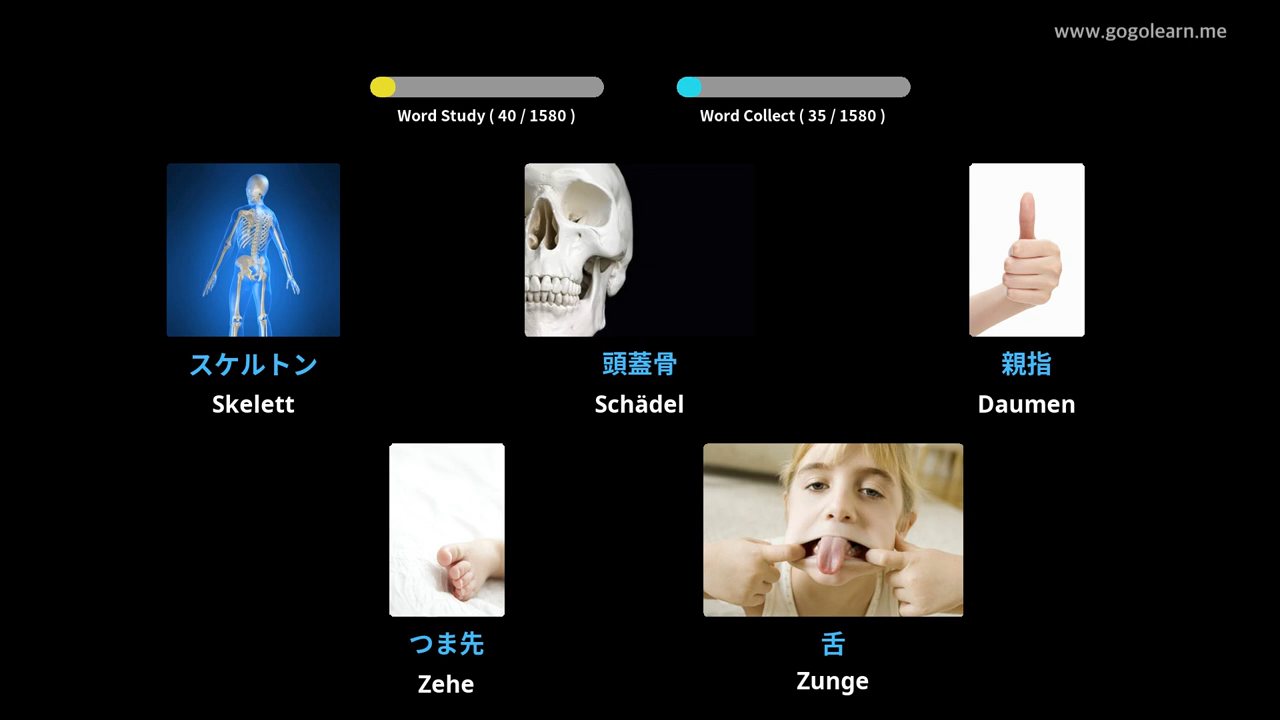 www.gogolearn.me
Word Study ( 40 / 1580 )
Word Collect ( 35 / 1580 )
スケルトン
Skelett
頭蓋骨
Schädel
親指
Daumen
つま先
Zehe
舌
Zunge